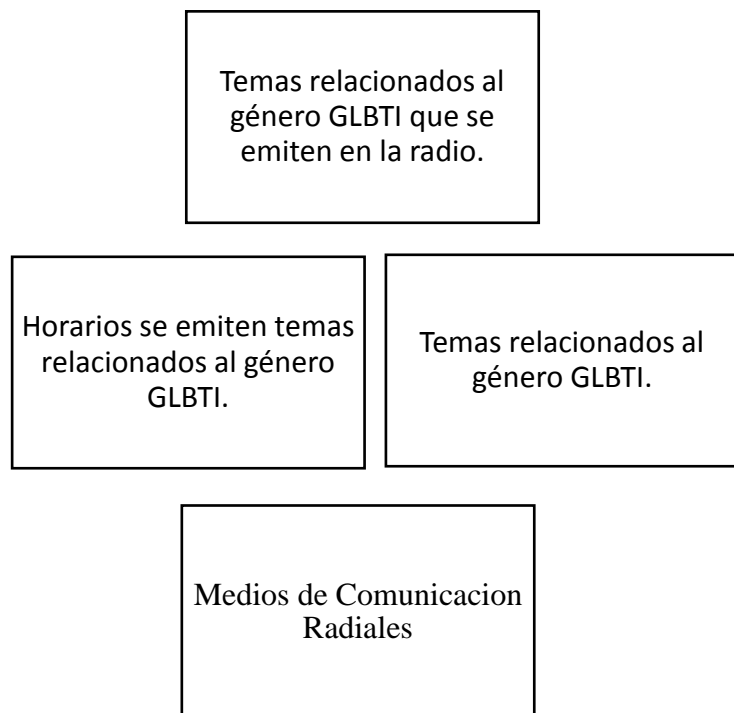 Temas relacionados al
género GLBTI que se
emiten en la radio.
Horarios se emiten temas
relacionados al género
GLBTI.
Temas relacionados al
género GLBTI.
Medios de Comunicacion
Radiales